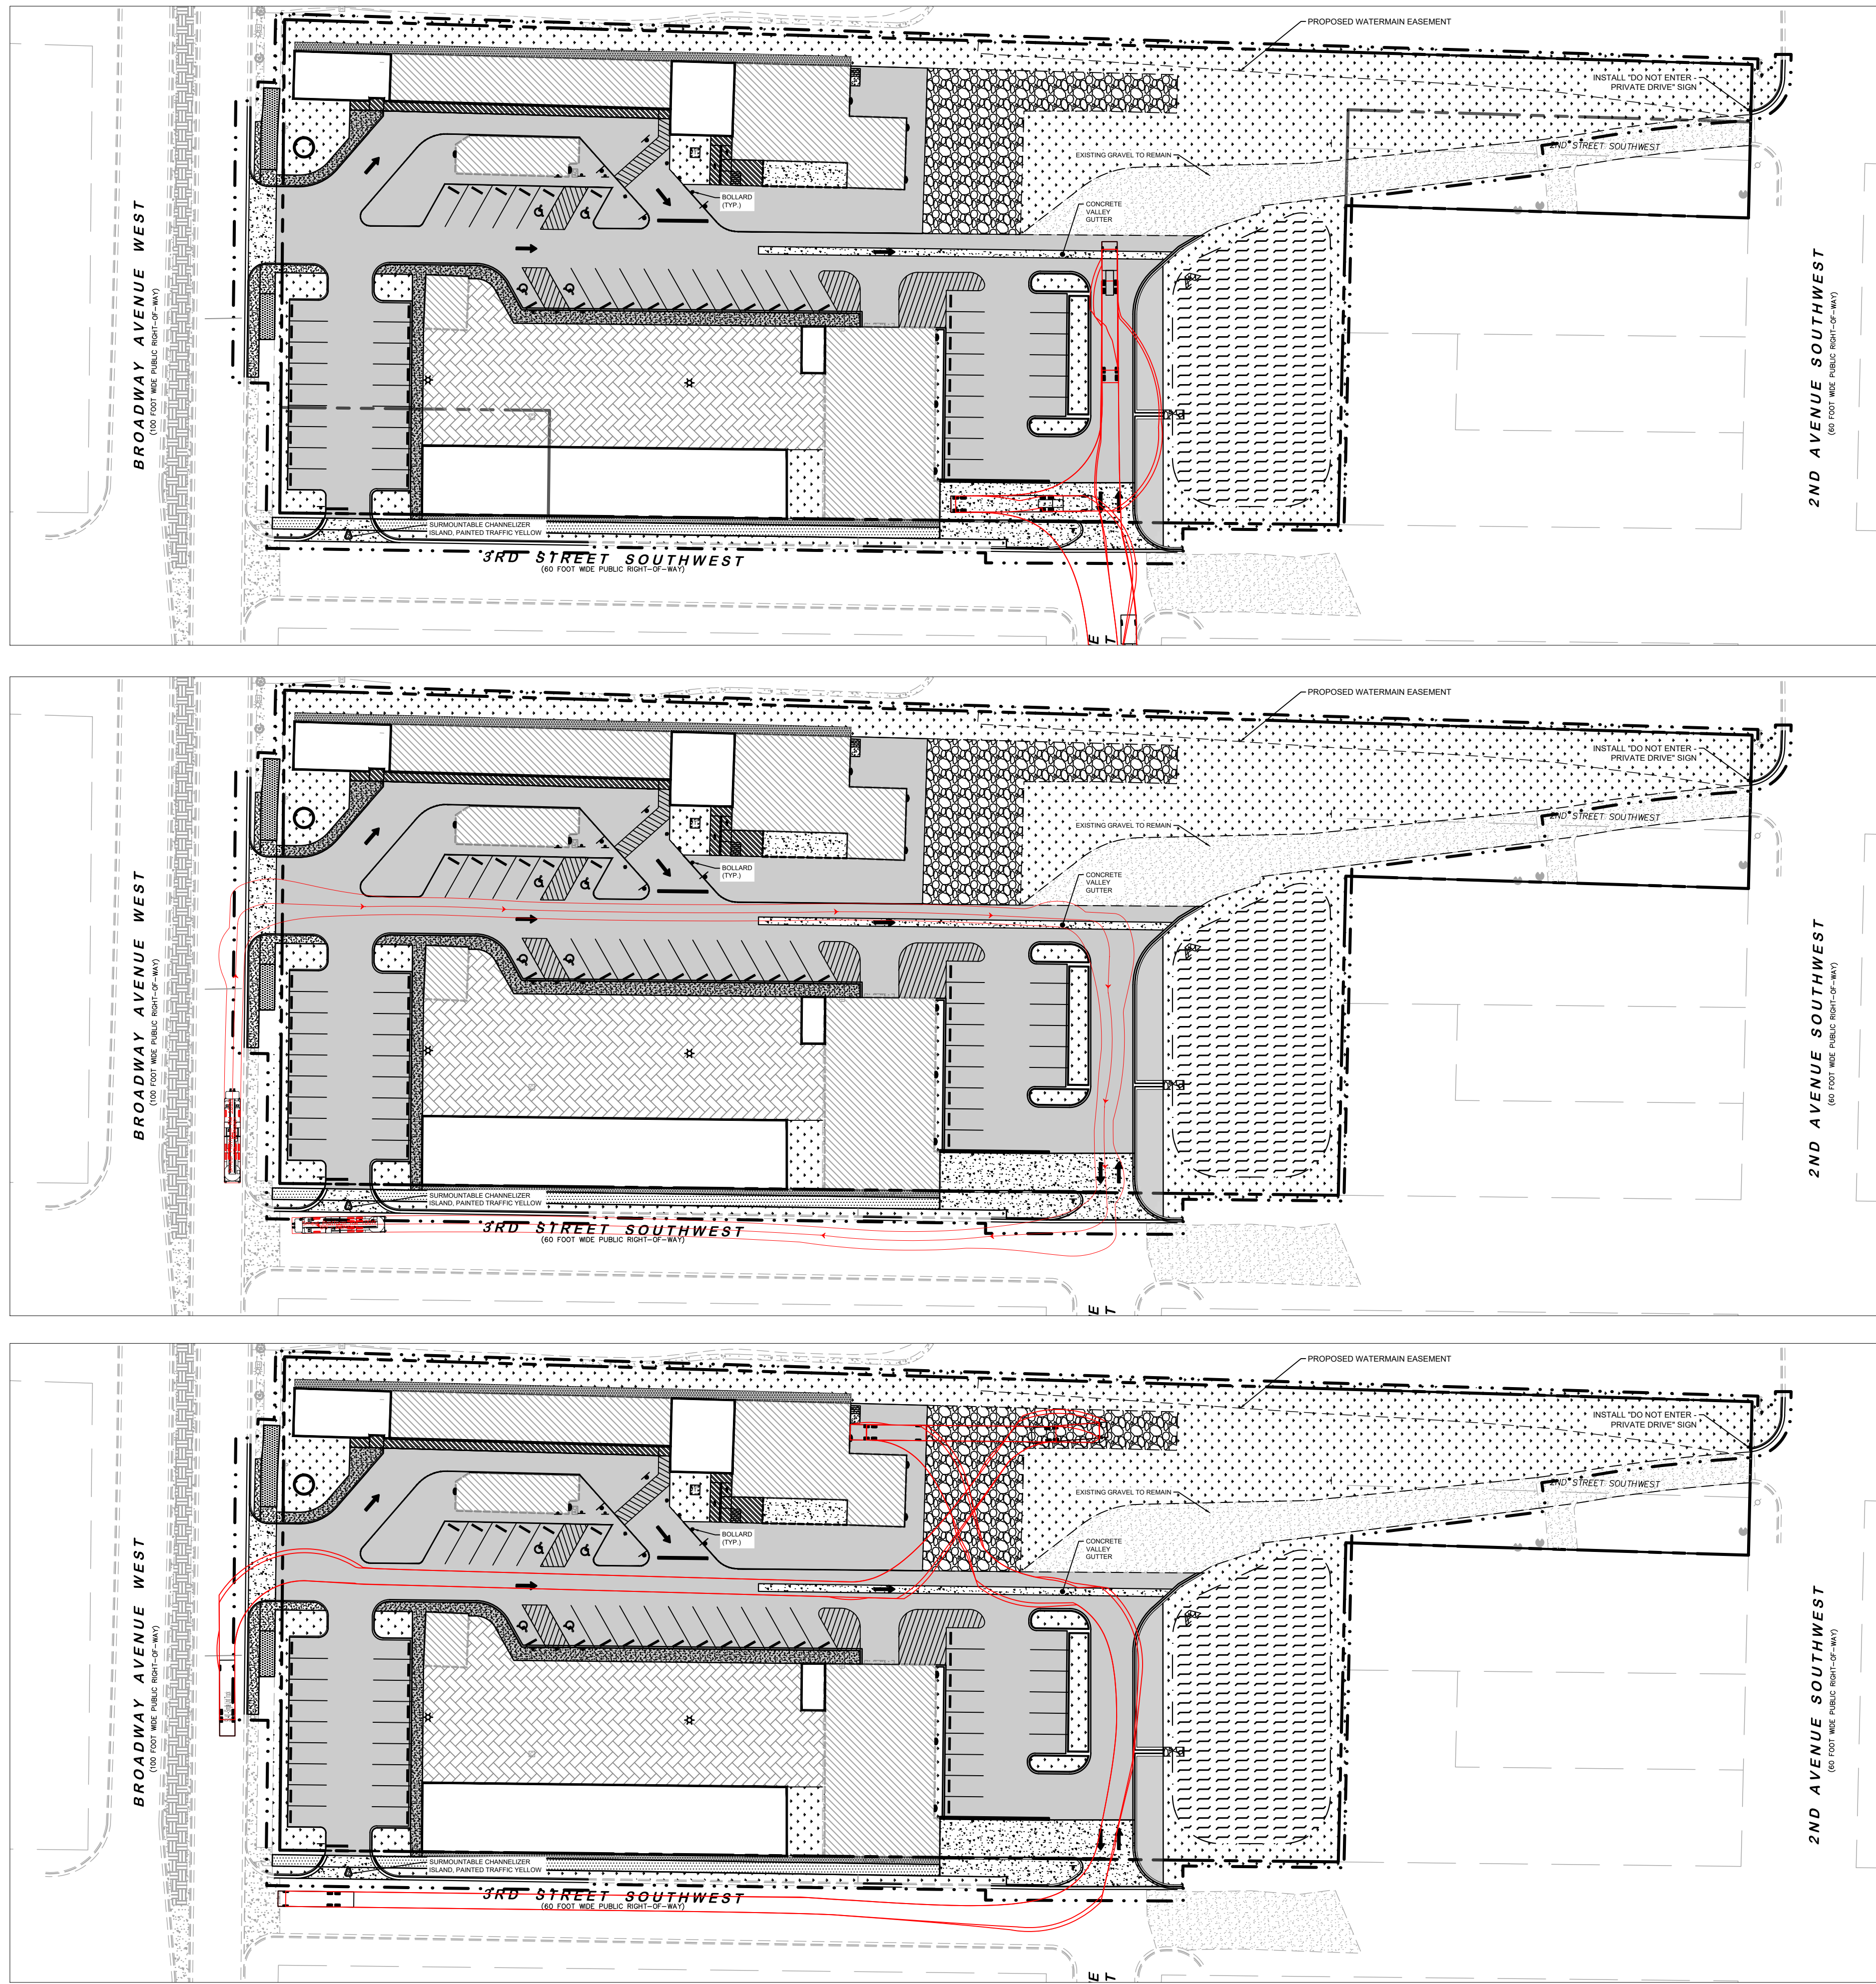 PROPOSED WATERMAIN EASEMENT
INSTALL "DO NOT ENTER -
PRIVATE DRIVE" SIGN
2ND STREET SOUTHWEST
EXISTING GRAVEL TO REMAIN
BOLLARD
(TYP.)
CONCRETE
VALLEY
GUTTER
BROADWAY AVENUE WEST
(100 FOOT WIDE PUBLIC RIGHT-OF-WAY)
2ND AVENUE SOUTHWEST
(60 FOOT WIDE PUBLIC RIGHT-OF-WAY)
SURMOUNTABLE CHANNELIZER
ISLAND, PAINTED TRAFFIC YELLOW
3RD STREET SOUTHWEST
(60 FOOT WIDE PUBLIC RIGHT-OF-WAY)
PROPOSED WATERMAIN EASEMENT
INSTALL "DO NOT ENTER -
PRIVATE DRIVE" SIGN
2ND STREET SOUTHWEST
EXISTING GRAVEL TO REMAIN
BOLLARD
(TYP.)
CONCRETE
VALLEY
GUTTER
BROADWAY AVENUE WEST
(100 FOOT WIDE PUBLIC RIGHT-OF-WAY)
2ND AVENUE SOUTHWEST
(60 FOOT WIDE PUBLIC RIGHT-OF-WAY)
SURMOUNTABLE CHANNELIZER
ISLAND, PAINTED TRAFFIC YELLOW
3RD STREET SOUTHWEST
(60 FOOT WIDE PUBLIC RIGHT-OF-WAY)
PROPOSED WATERMAIN EASEMENT
INSTALL "DO NOT ENTER -
PRIVATE DRIVE" SIGN
2ND STREET SOUTHWEST
EXISTING GRAVEL TO REMAIN
BOLLARD
(TYP.)
CONCRETE
VALLEY
GUTTER
BROADWAY AVENUE WEST
(100 FOOT WIDE PUBLIC RIGHT-OF-WAY)
2ND AVENUE SOUTHWEST
(60 FOOT WIDE PUBLIC RIGHT-OF-WAY)
SURMOUNTABLE CHANNELIZER
ISLAND, PAINTED TRAFFIC YELLOW
3RD STREET SOUTHWEST
(60 FOOT WIDE PUBLIC RIGHT-OF-WAY)